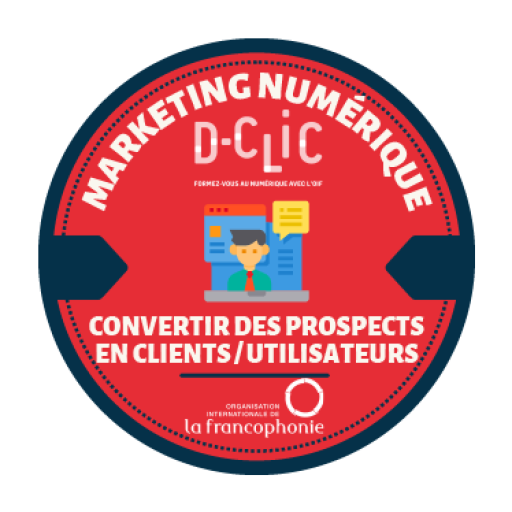 MARKETING NUMÉRIQUE
D-CLiC
FORMEZ-VOUS AU NUMÉRIQUE AVEC L'OIF
CONVERTIR DES PROSPECTS
EN CLIENTS/UTILISATEURS
ORGANISATION
INTERNATIONALE DE
la francophonie